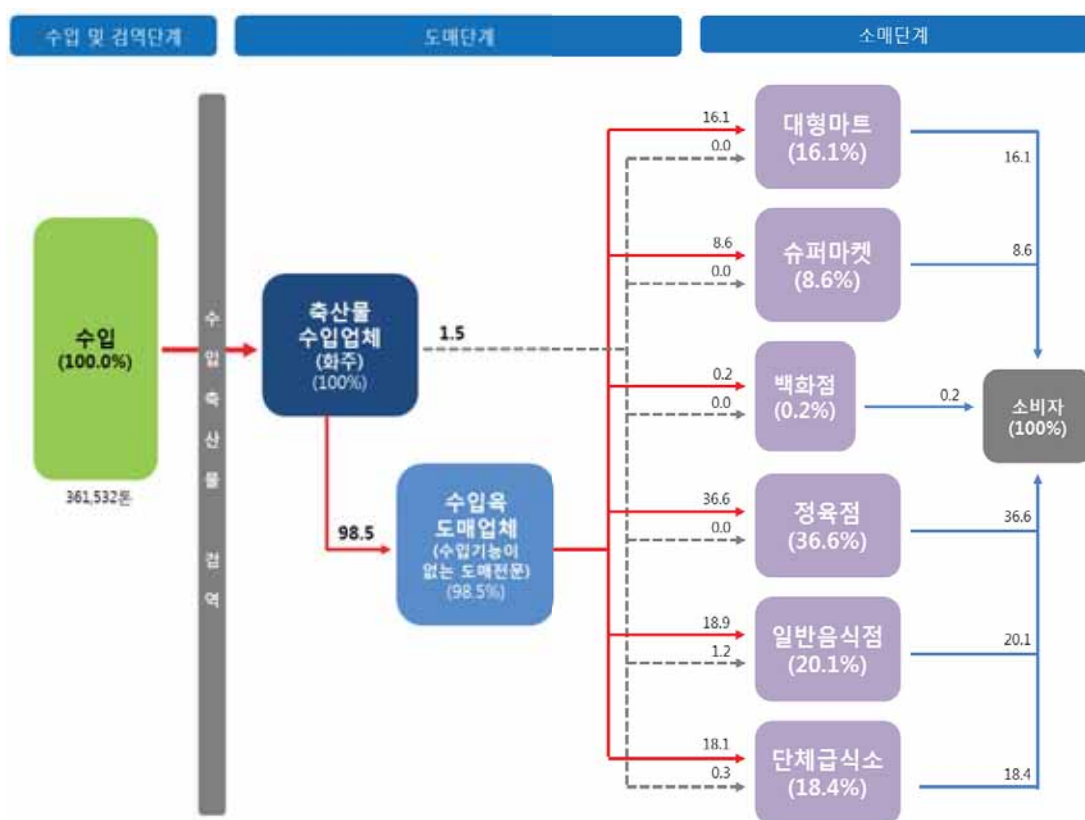 수입 및 검역단계
도매단계
소매단계
수입
(100.0%)
361,532톤
수입축산물 검역
축산물
수입업체
(화주)
(100%)
1.5
98.5
수입육
도매업체
(수입기능이
없는 도매전문)
(98.5%)
16.1
0.0
대형마트
(16.1%)
16.1
8.6
0.0
슈퍼마켓
(8.6%)
8.6
0.2
0.0
백화점
(0.2%)
0.2
소비자
(100%)
36.6
0.0
정육점
(36.6%)
36.6
18.9
1.2
일반음식점
(20.1%)
20.1
18.1
0.3
단체급식소
(18.4%)
18.4